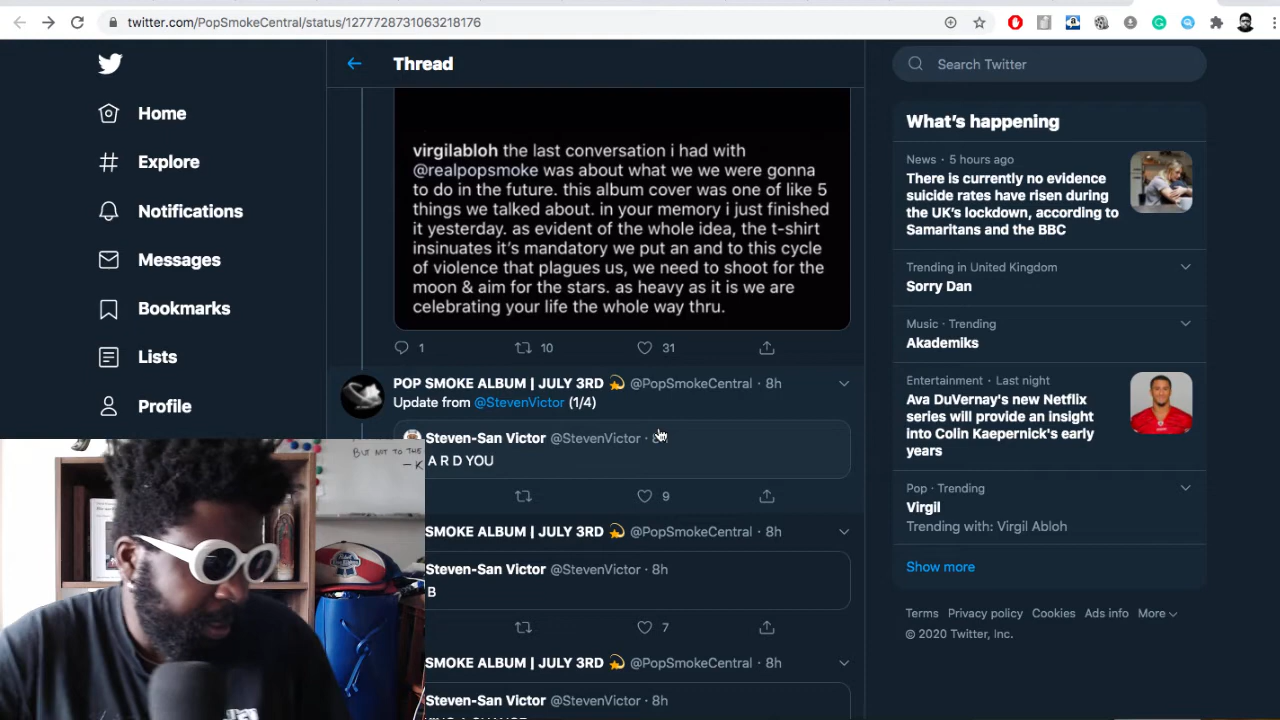 twitter.com/PopSmokeCentral/status/1277728731063218176
Home
Explore
Notifications
Messages
Bookmarks
Lists
Profile
Thread
virgilabloh the last conversation i had with
@realpopsmoke was about what we we were gonna
to do in the future. this album cover was one of like 5
things we talked about. in your memory i just finished
it yesterday. as evident of the whole idea, the t-shirt
insinuates it's mandatory we put an and to this cycle
of violence that plagues us, we need to shoot for the
moon & aim for the stars. as heavy as it is we are
celebrating your life the whole way thru.
1 10 31
POP SMOKE ALBUM | JULY 3RD 💫 @PopSmokeCentral · 8h
Update from @StevenVictor (1/4)
Steven-San Victor @StevenVictor ·
A R D YOU
9
SMOKE ALBUM | JULY 3RD 💫 @PopSmokeCentral · 8h
Steven-San Victor @StevenVictor · 8h
B
7
SMOKE ALBUM | JULY 3RD 💫 @PopSmokeCentral · 8h
Steven-San Victor @StevenVictor · 8h
BUT NOT TO THE
– K
Search Twitter
What's happening
News · 5 hours ago
There is currently no evidence
suicide rates have risen during
the UK's lockdown, according to
Samaritans and the BBC
Trending in United Kingdom
Sorry Dan
Music · Trending
Akademiks
Entertainment · Last night
Ava DuVernay's new Netflix
series will provide an insight
into Colin Kaepernick's early
years
Pop · Trending
Virgil
Trending with: Virgil Abloh
Show more
Terms Privacy policy Cookies Ads info More
© 2020 Twitter, Inc.